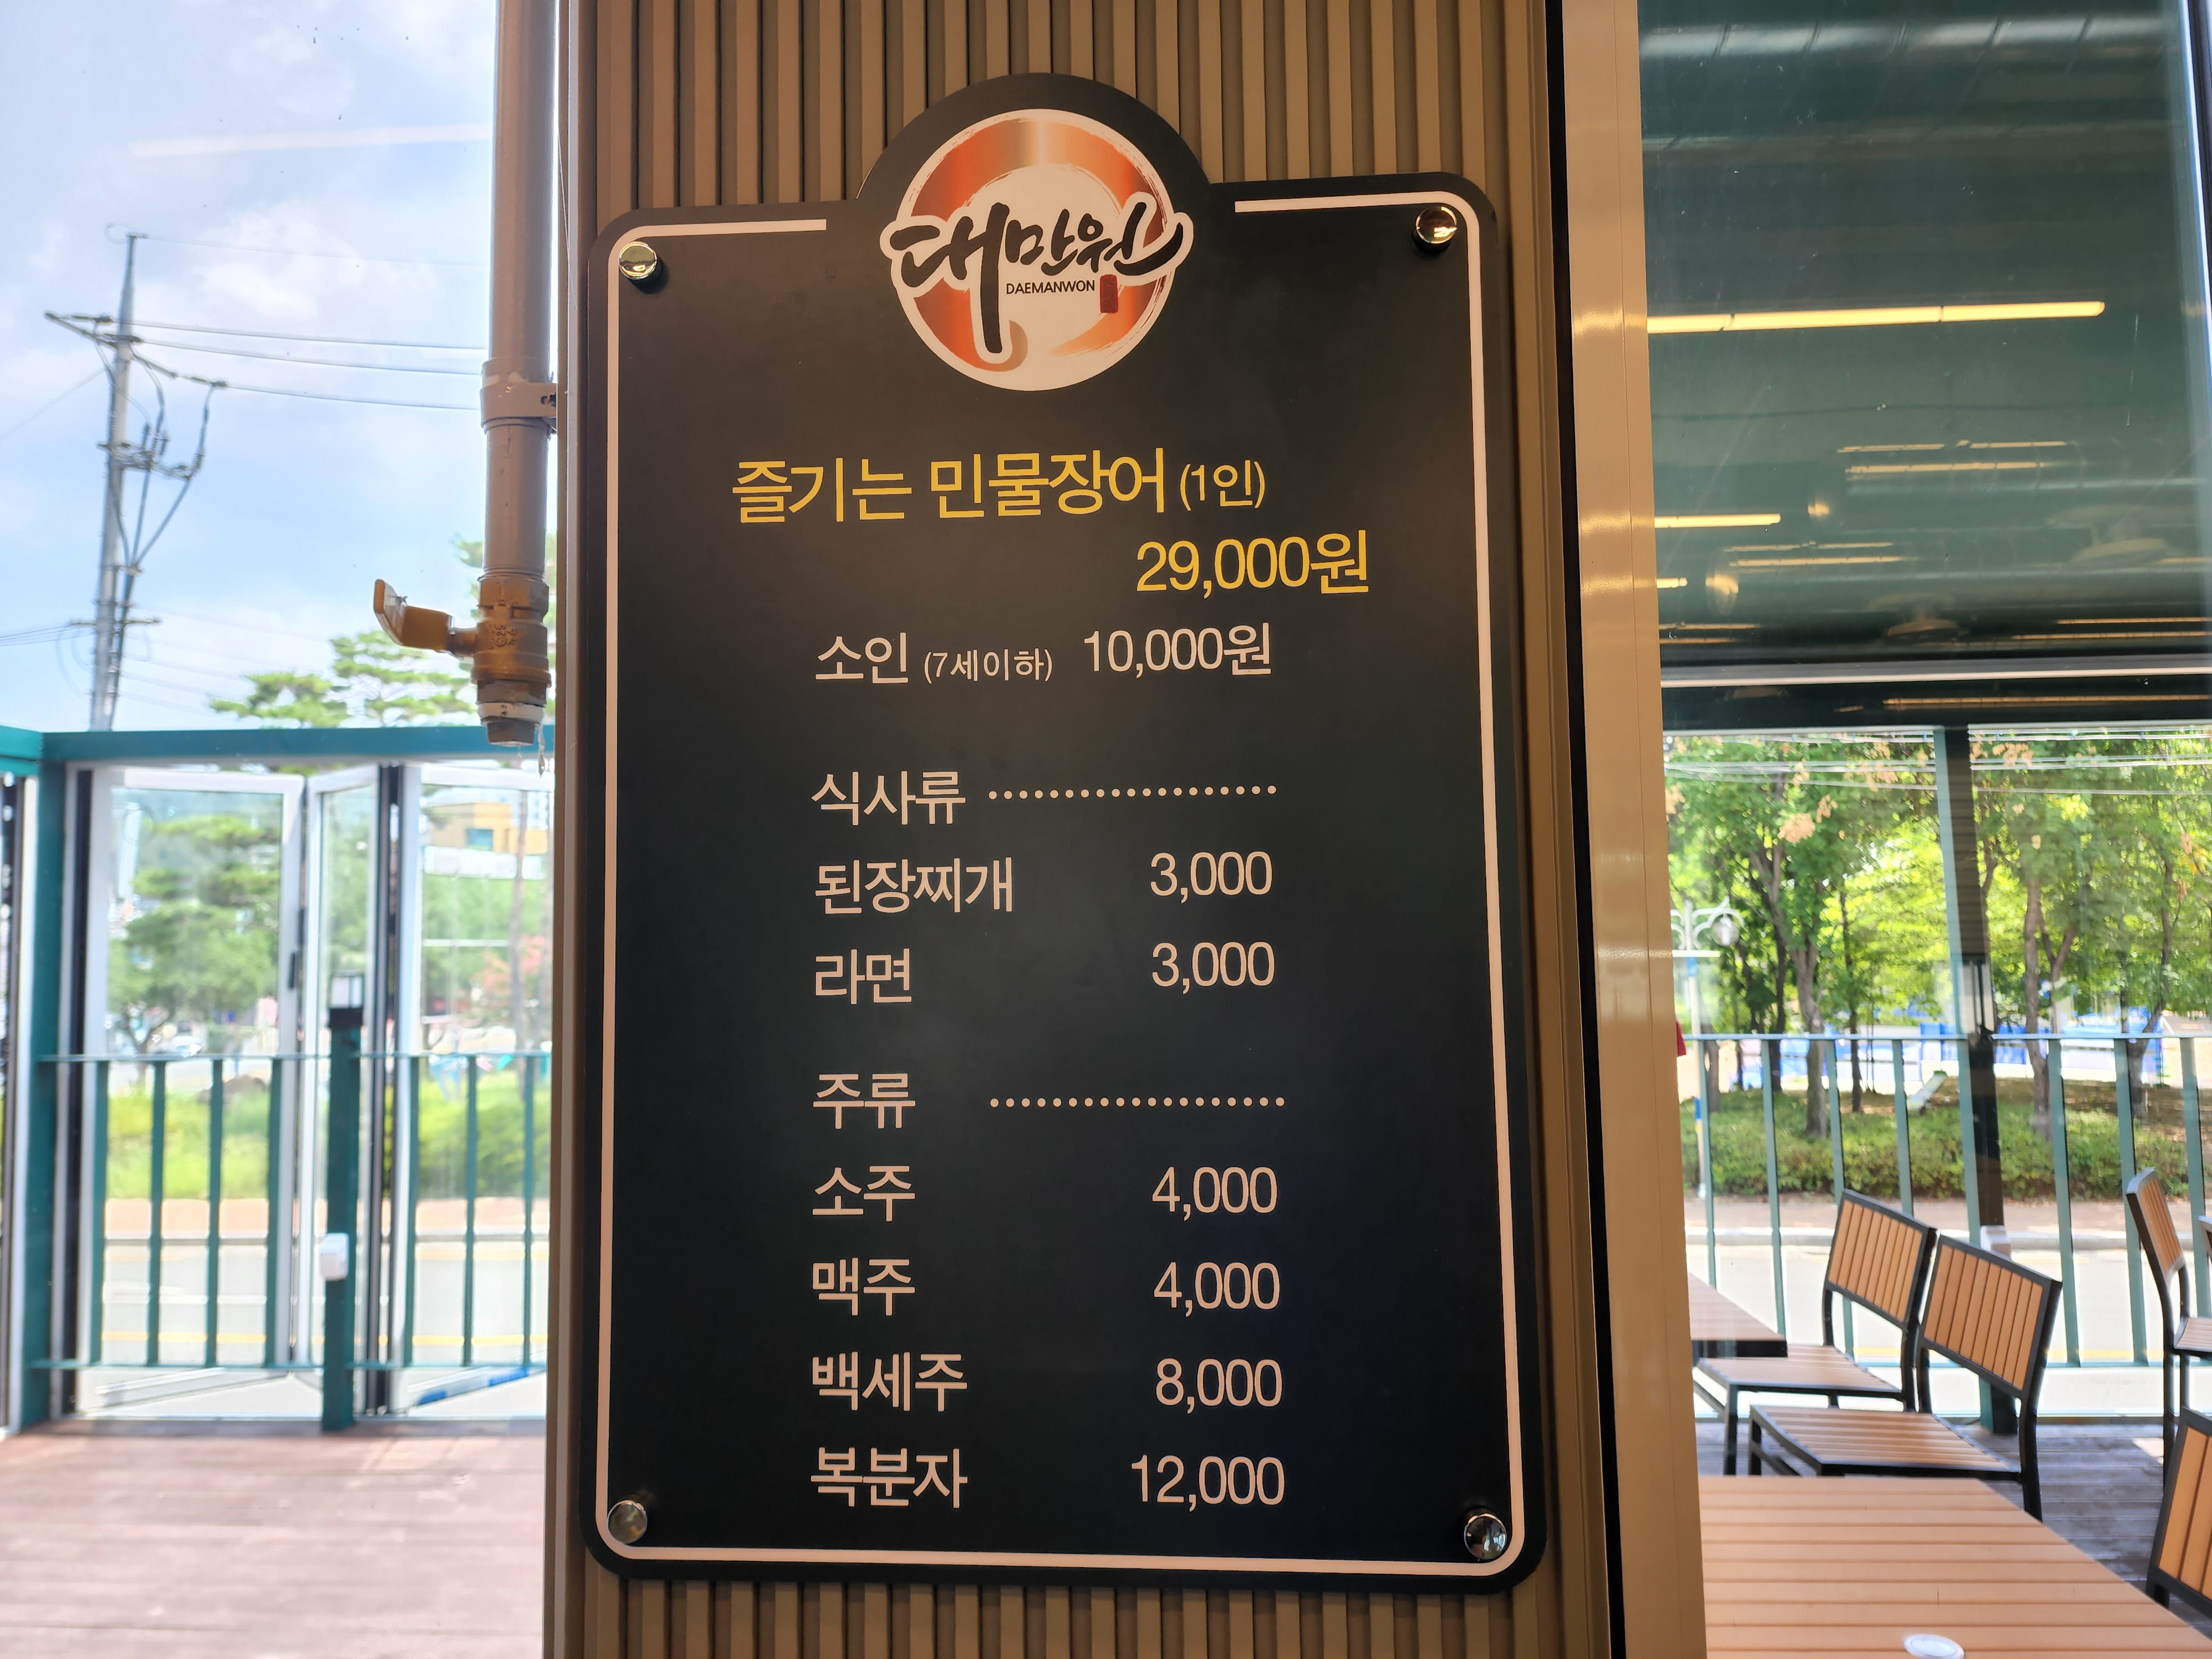 대만원
DAEMANWON
즐기는 민물장어 (1인)
29,000원
소인 (7세이하) 10,000원
식사류 ...................
된장찌개 3,000
라면 3,000
주류 ...................
소주 4,000
맥주 4,000
백세주 8,000
복분자 12,000